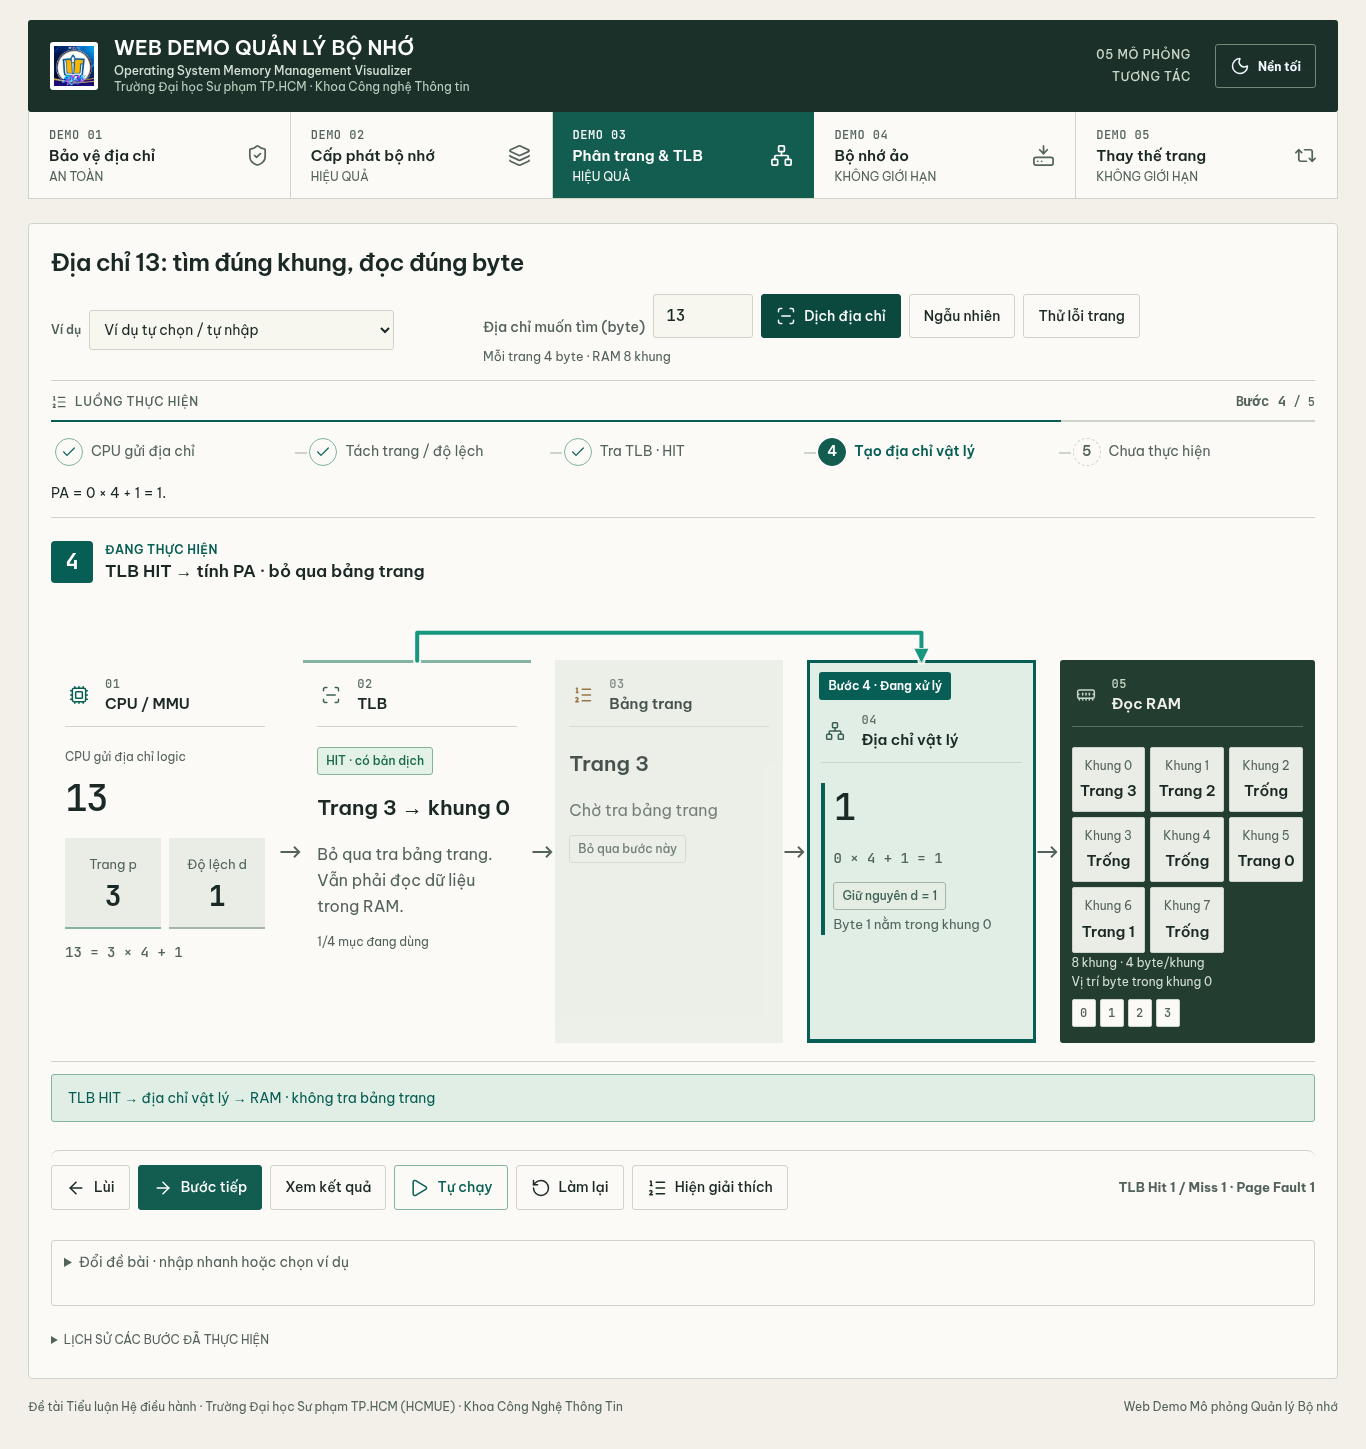 WEB DEMO QUẢN LÝ BỘ NHỚ
Operating System Memory Management Visualizer
Trường Đại học Sư phạm TP.HCM · Khoa Công nghệ Thông tin
05 MÔ PHỎNG
TƯƠNG TÁC
Nền tối
DEMO 01
Bảo vệ địa chỉ
AN TOÀN
DEMO 02
Cấp phát bộ nhớ
HIỆU QUẢ
DEMO 03
Phân trang & TLB
HIỆU QUẢ
DEMO 04
Bộ nhớ ảo
KHÔNG GIỚI HẠN
DEMO 05
Thay thế trang
KHÔNG GIỚI HẠN
Địa chỉ 13: tìm đúng khung, đọc đúng byte
Ví dụ
Ví dụ tự chọn / tự nhập
Địa chỉ muốn tìm (byte)
13
Dịch địa chỉ
Ngẫu nhiên
Thử lỗi trang
Mỗi trang 4 byte · RAM 8 khung
LUỒNG THỰC HIỆN
Bước 4 / 5
CPU gửi địa chỉ
Tách trang / độ lệch
Tra TLB · HIT
4 Tạo địa chỉ vật lý
5 Chưa thực hiện
PA = 0 × 4 + 1 = 1.
4
ĐANG THỰC HIỆN
TLB HIT → tính PA · bỏ qua bảng trang
01
CPU / MMU
CPU gửi địa chỉ logic
13
Trang p
3
Độ lệch d
1
13 = 3 × 4 + 1
02
TLB
HIT · có bản dịch
Trang 3 → khung 0
Bỏ qua tra bảng trang.
Vẫn phải đọc dữ liệu
trong RAM.
1/4 mục đang dùng
03
Bảng trang
Trang 3
Chờ tra bảng trang
Bỏ qua bước này
Bước 4 · Đang xử lý
04
Địa chỉ vật lý
1
0 × 4 + 1 = 1
Giữ nguyên d = 1
Byte 1 nằm trong khung 0
05
Đọc RAM
Khung 0
Trang 3
Khung 1
Trang 2
Khung 2
Trống
Khung 3
Trống
Khung 4
Trống
Khung 5
Trang 0
Khung 6
Trang 1
Khung 7
Trống
8 khung · 4 byte/khung
Vị trí byte trong khung 0
0 1 2 3
TLB HIT → địa chỉ vật lý → RAM · không tra bảng trang
Lùi
Bước tiếp
Xem kết quả
Tự chạy
Làm lại
Hiện giải thích
TLB Hit 1 / Miss 1 · Page Fault 1
Đổi đề bài · nhập nhanh hoặc chọn ví dụ
LỊCH SỬ CÁC BƯỚC ĐÃ THỰC HIỆN
Đề tài Tiểu luận Hệ điều hành · Trường Đại học Sư phạm TP.HCM (HCMUE) · Khoa Công Nghệ Thông Tin
Web Demo Mô phỏng Quản lý Bộ nhớ